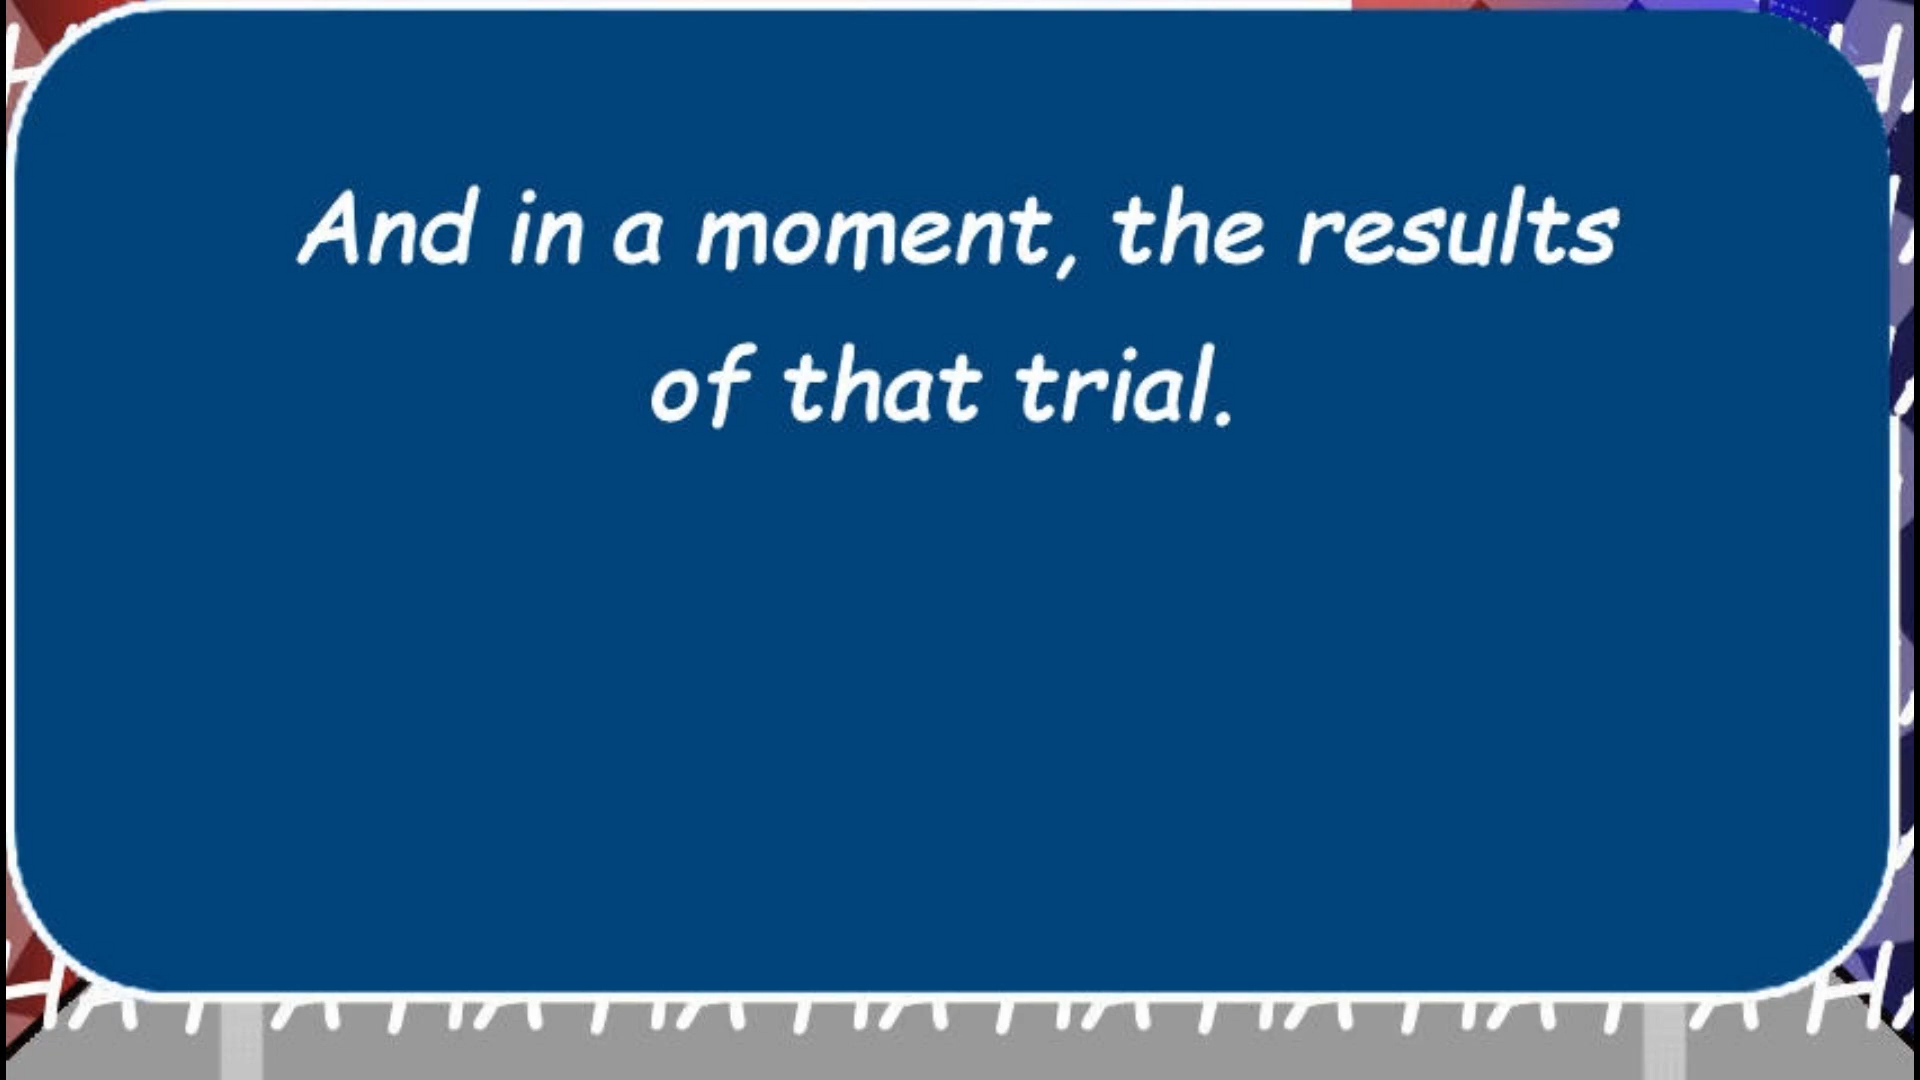 And in a moment, the results
of that trial.